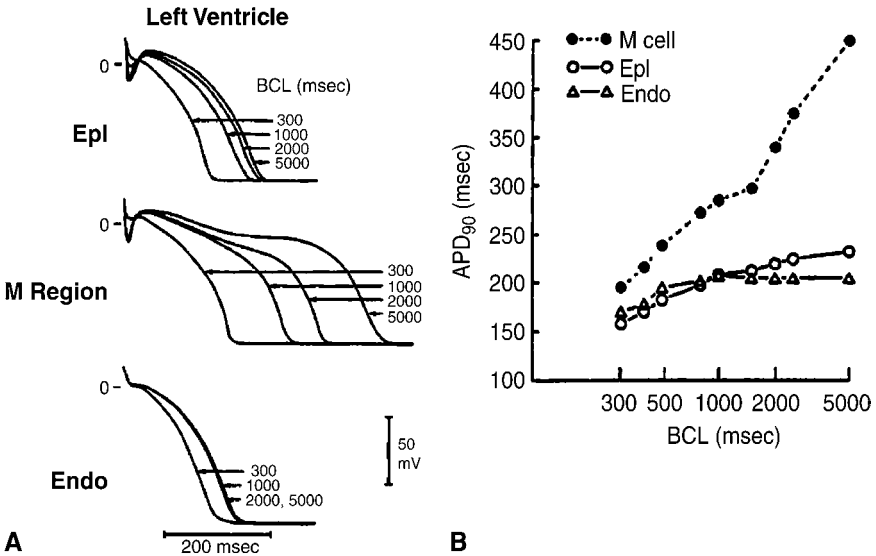 Left Ventricle
0
BCL (msec)
300
1000
2000
5000
Epl
0
300
1000
2000
5000
M Region
0
50
mV
300
1000
2000, 5000
Endo
200 msec
A
450
400
350
300
250
200
150
100
APD90 (msec)
M cell
Epl
Endo
300 500 1000 2000 5000
BCL (msec)
B